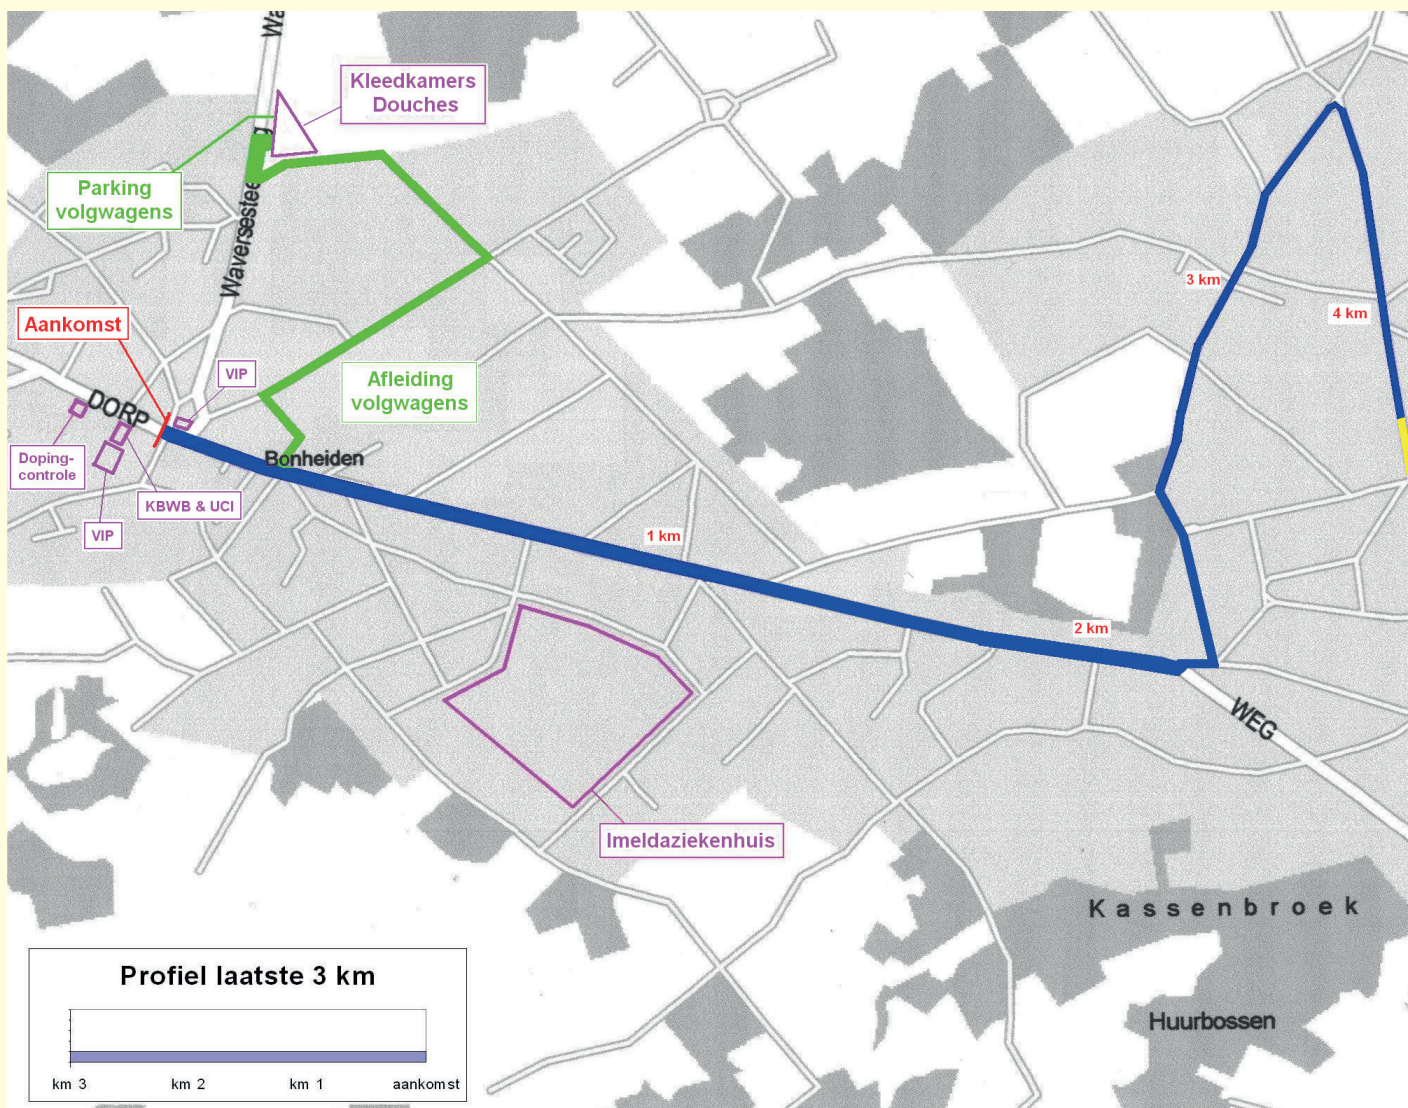 Wa
Kleedkamers
Douches
Parking
volgwagens
Waversestee
g
Aankomst
VIP
Afleiding
volgwagens
DORP
Bonheiden
Doping-
controle
KBWB & UCI
VIP
1 km
2 km
3 km
4 km
WEG
Imeldaziekenhuis
Kassenbroek
Huurbossen
Profiel laatste 3 km
km 3
km 2
km 1
aankomst